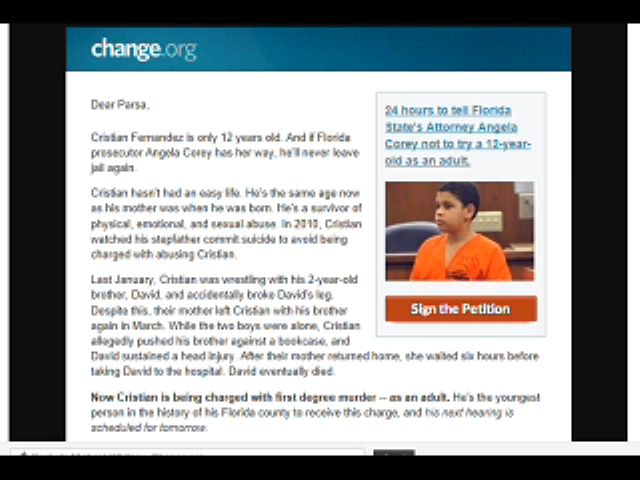 change.org
Dear Parsa,
Cristian Fernandez is only 12 years old. And if Florida
prosecutor Angela Corey has her way, he'll never leave
jail again.
Cristian hasn't had an easy life. He's the same age now
as his mother was when he was born. He's a survivor of
physical, emotional, and sexual abuse. In 2010, Cristian
watched his stepfather commit suicide to avoid being
charged with abusing Cristian.
Last January, Cristian was wrestling with his 2-year-old
brother, David, and accidentally broke David's leg.
Despite this, their mother left Cristian with his brother
again in March. While the two boys were alone, Cristian
allegedly pushed his brother against a bookcase, and
David sustained a head injury. After their mother returned home, she waited six hours before
taking David to the hospital. David eventually died.
Now Cristian is being charged with first degree murder -- as an adult. He's the youngest
person in the history of his Florida county to receive this charge, and his next hearing is
scheduled for tomorrow.
24 hours to tell Florida
State's Attorney Angela
Corey not to try a 12-year-
old as an adult.
Sign the Petition